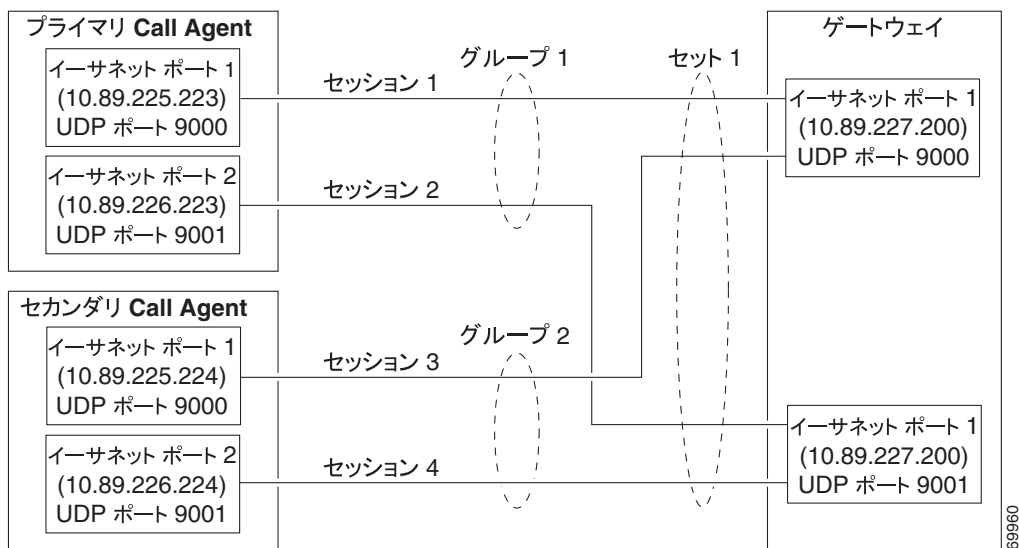 プライマリ Call Agent
イーサネット ポート 1
(10.89.225.223)
UDP ポート 9000
イーサネット ポート 2
(10.89.226.223)
UDP ポート 9001
セカンダリ Call Agent
イーサネット ポート 1
(10.89.225.224)
UDP ポート 9000
イーサネット ポート 2
(10.89.226.224)
UDP ポート 9001
セッション 1
セッション 2
セッション 3
セッション 4
グループ 1
グループ 2
セット 1
ゲートウェイ
イーサネット ポート 1
(10.89.227.200)
UDP ポート 9000
イーサネット ポート 1
(10.89.227.200)
UDP ポート 9001
69960